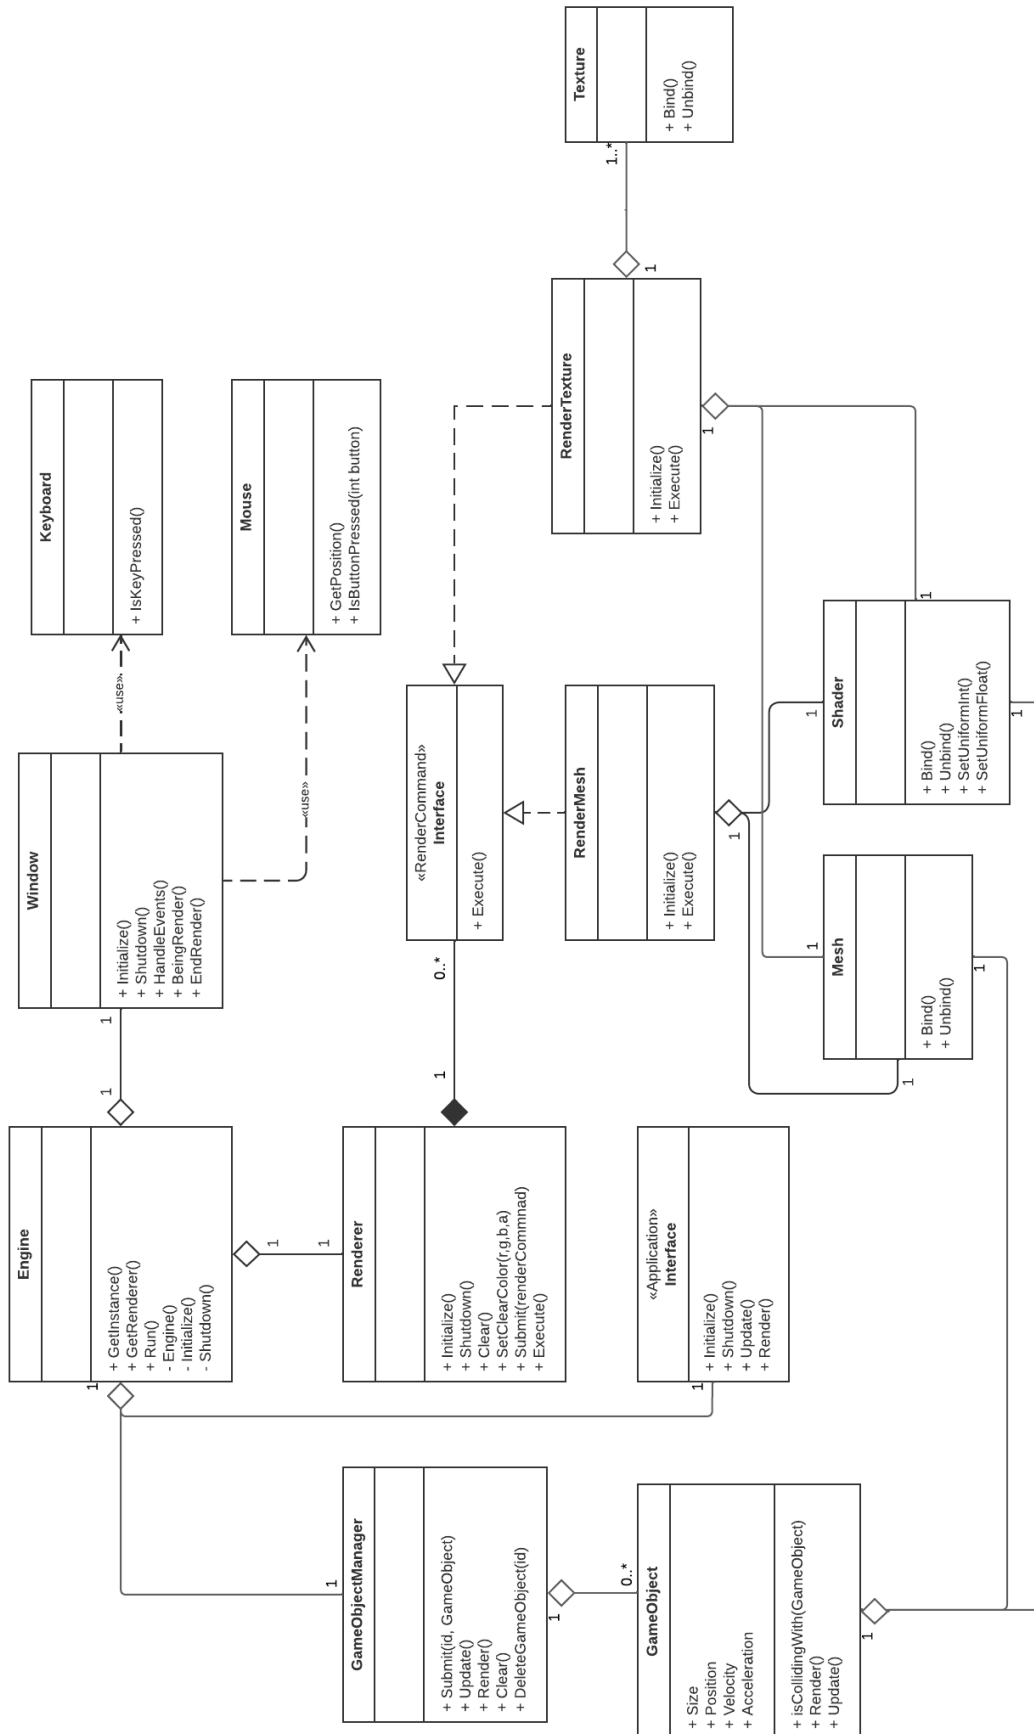 Engine
+ GetInstance()
+ GetRenderer()
+ Run()
- Engine()
- Initialize()
- Shutdown()
1
1
1
1
Window
+ Initialize()
+ Shutdown()
+ HandleEvents()
+ BeingRender()
+ EndRender()
«use»
«use»
Keyboard
+ IsKeyPressed()
Mouse
+ GetPosition()
+ IsButtonPressed(int button)
1
Renderer
+ Initialize()
+ Shutdown()
+ Clear()
+ SetClearColor(r,g,b,a)
+ Submit(renderCommnad)
+ Execute()
1
0..*
«RenderCommand»
Interface
+ Execute()
1
GameObjectManager
+ Submit(id, GameObject)
+ Update()
+ Render()
+ Clear()
+ DeleteGameObject(id)
1
0..*
1
«Application»
Interface
+ Initialize()
+ Shutdown()
+ Update()
+ Render()
RenderMesh
+ Initialize()
+ Execute()
1
RenderTexture
+ Initialize()
+ Execute()
1
1
1..*
Texture
+ Bind()
+ Unbind()
GameObject
+ Size
+ Position
+ Velocity
+ Acceleration
+ isCollidingWith(GameObject)
+ Render()
+ Update()
1
1
1
Mesh
+ Bind()
+ Unbind()
1
1
1
Shader
+ Bind()
+ Unbind()
+ SetUniformInt()
+ SetUniformFloat()
1